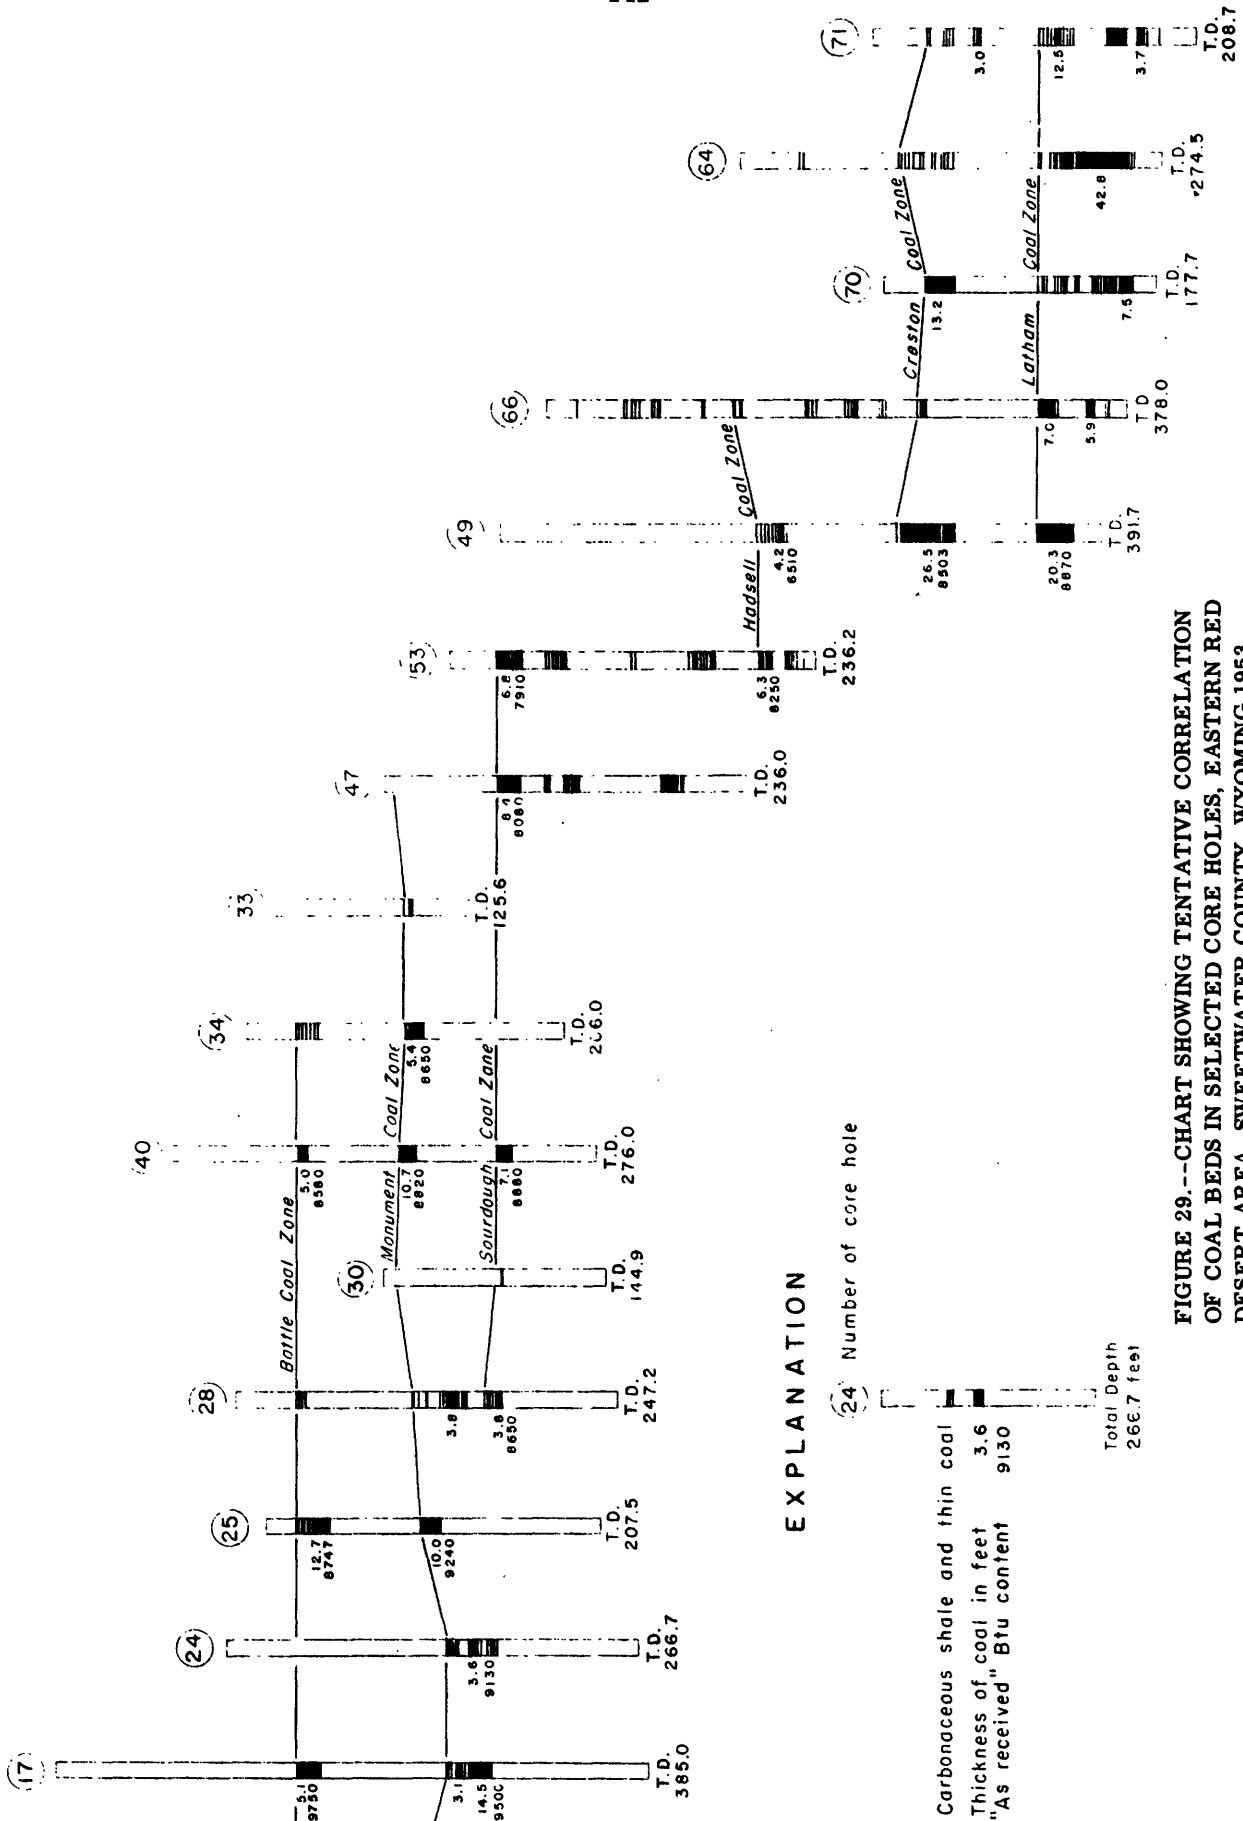 17
5.1
9750
3.1
14.5
9500
T.D.
385.0
24
3.6
9130
T.D.
266.7
25
12.7
8747
10.0
9240
T.D.
207.5
28
3.8
3.8
8650
T.D.
247.2
Battle Coal Zone
30
T.D.
144.9
Monument Coal Zone
Sourdough Coal Zone
40
5.0
8580
10.7
8820
7.1
8880
T.D.
276.0
34
5.4
8650
T.D.
33
T.D.
125.6
47
8080
T.D.
236.0
53
6.8
7910
6.3
8250
T.D.
236.2
Hadsell Coal Zone
49
4.2
6510
26.5
8503
20.3
8870
T.D.
391.7
66
7.0
5.9
T.D
378.0
Creston Coal Zone
Latham Coal Zone
70
13.2
7.5
T.D.
177.7
64
42.8
T.D.
274.5
71
3.0
12.5
3.7
T.D.
208.7
EXPLANATION
24 Number of core hole
Carbonaceous shale and thin coal
Thickness of coal in feet 3.6
"As received" Btu content 9130
Total Depth
266.7 feet
FIGURE 29.--CHART SHOWING TENTATIVE CORRELATION
OF COAL BEDS IN SELECTED CORE HOLES, EASTERN RED
DESERT AREA, SWEETWATER COUNTY, WYOMING 1953